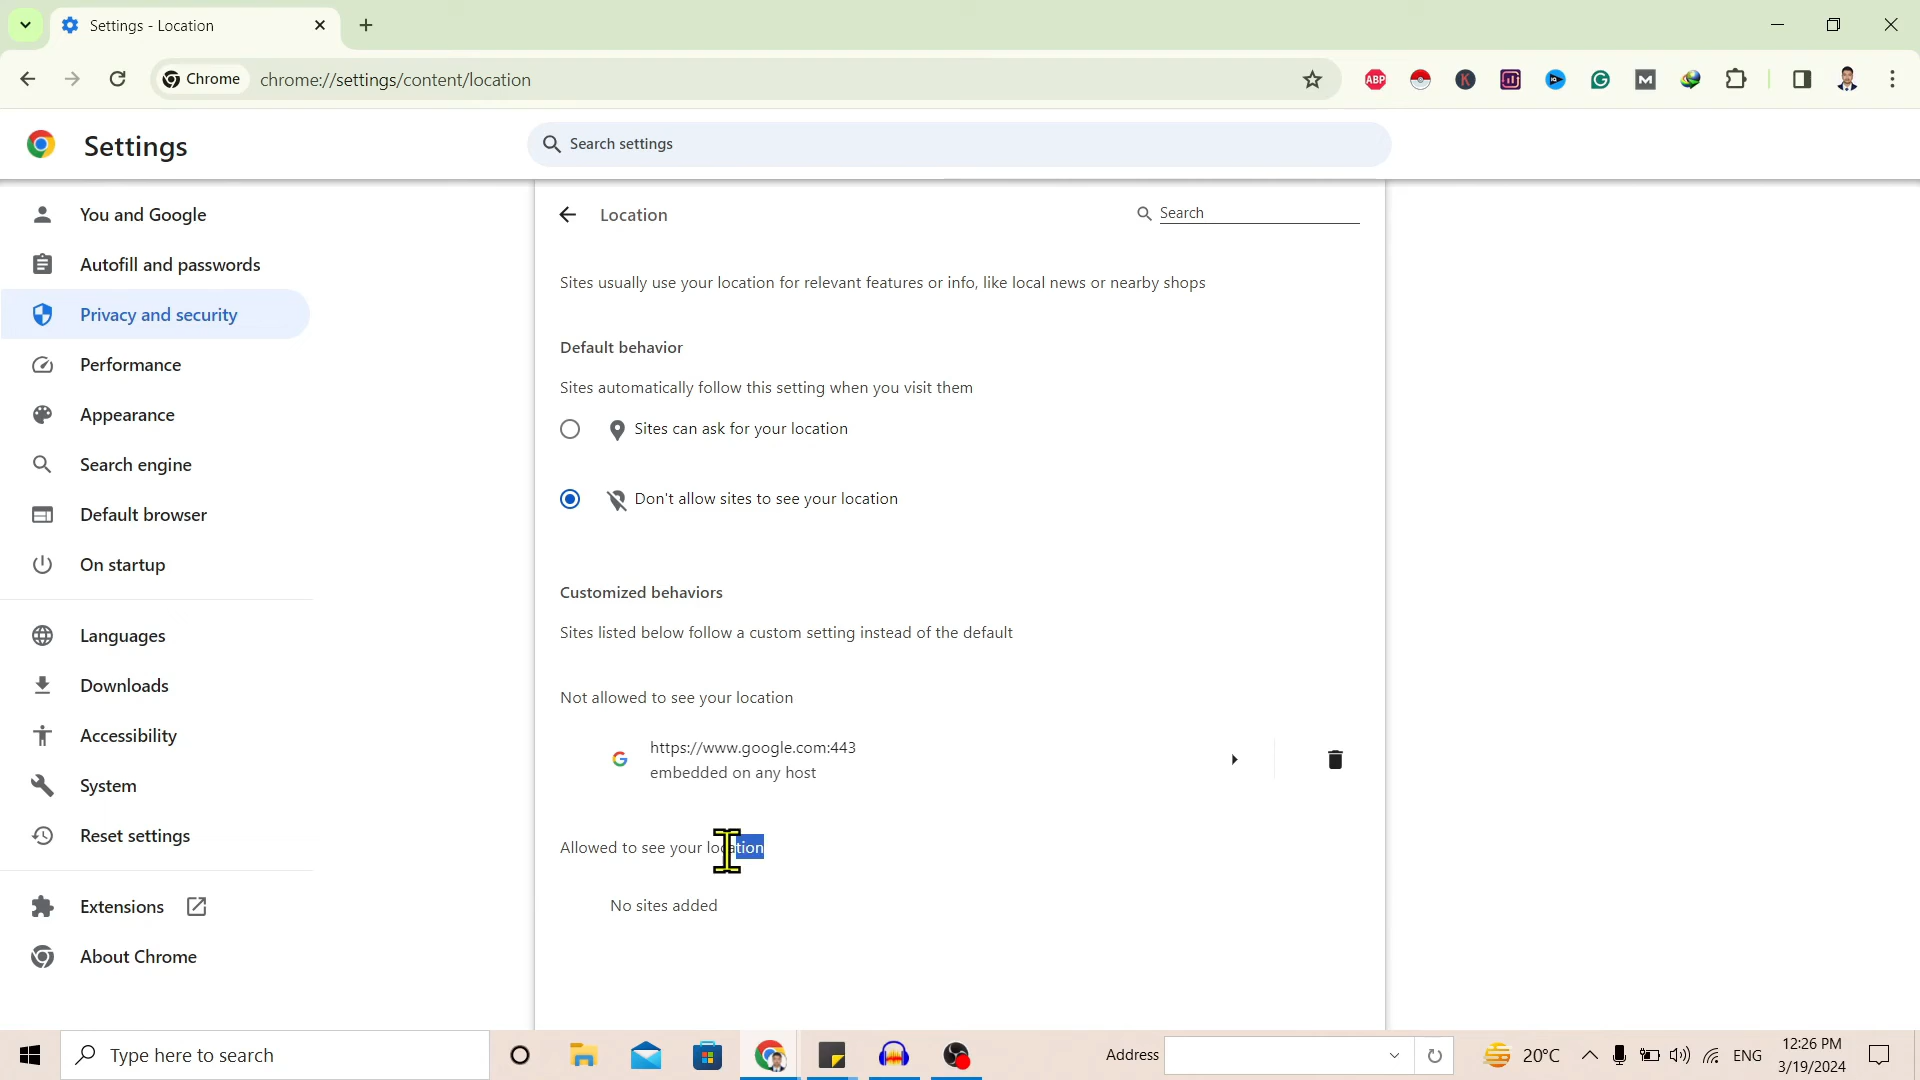 Settings - Location
Chrome
chrome://settings/content/location
ABP
K
M
Settings
Search settings
You and Google
Autofill and passwords
Privacy and security
Performance
Appearance
Search engine
Default browser
On startup
Languages
Downloads
Accessibility
System
Reset settings
Extensions
About Chrome
Location
Search
Sites usually use your location for relevant features or info, like local news or nearby shops
Default behavior
Sites automatically follow this setting when you visit them
Sites can ask for your location
Don't allow sites to see your location
Customized behaviors
Sites listed below follow a custom setting instead of the default
Not allowed to see your location
https://www.google.com:443
embedded on any host
Allowed to see your location
No sites added
Type here to search
Address
20°C
ENG
12:26 PM
3/19/2024